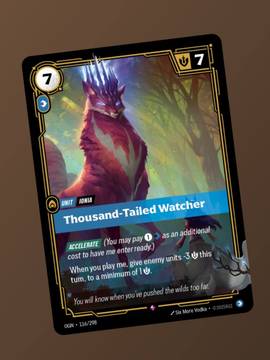 7
7
UNIT IONIA
Thousand-Tailed Watcher
ACCELERATE (You may pay 1 as an additional
cost to have me enter ready.)
When you play me, give enemy units -3 this
turn, to a minimum of 1.
You will know when you've pushed the wilds too far.
OGN • 116/298 Six More Vodka